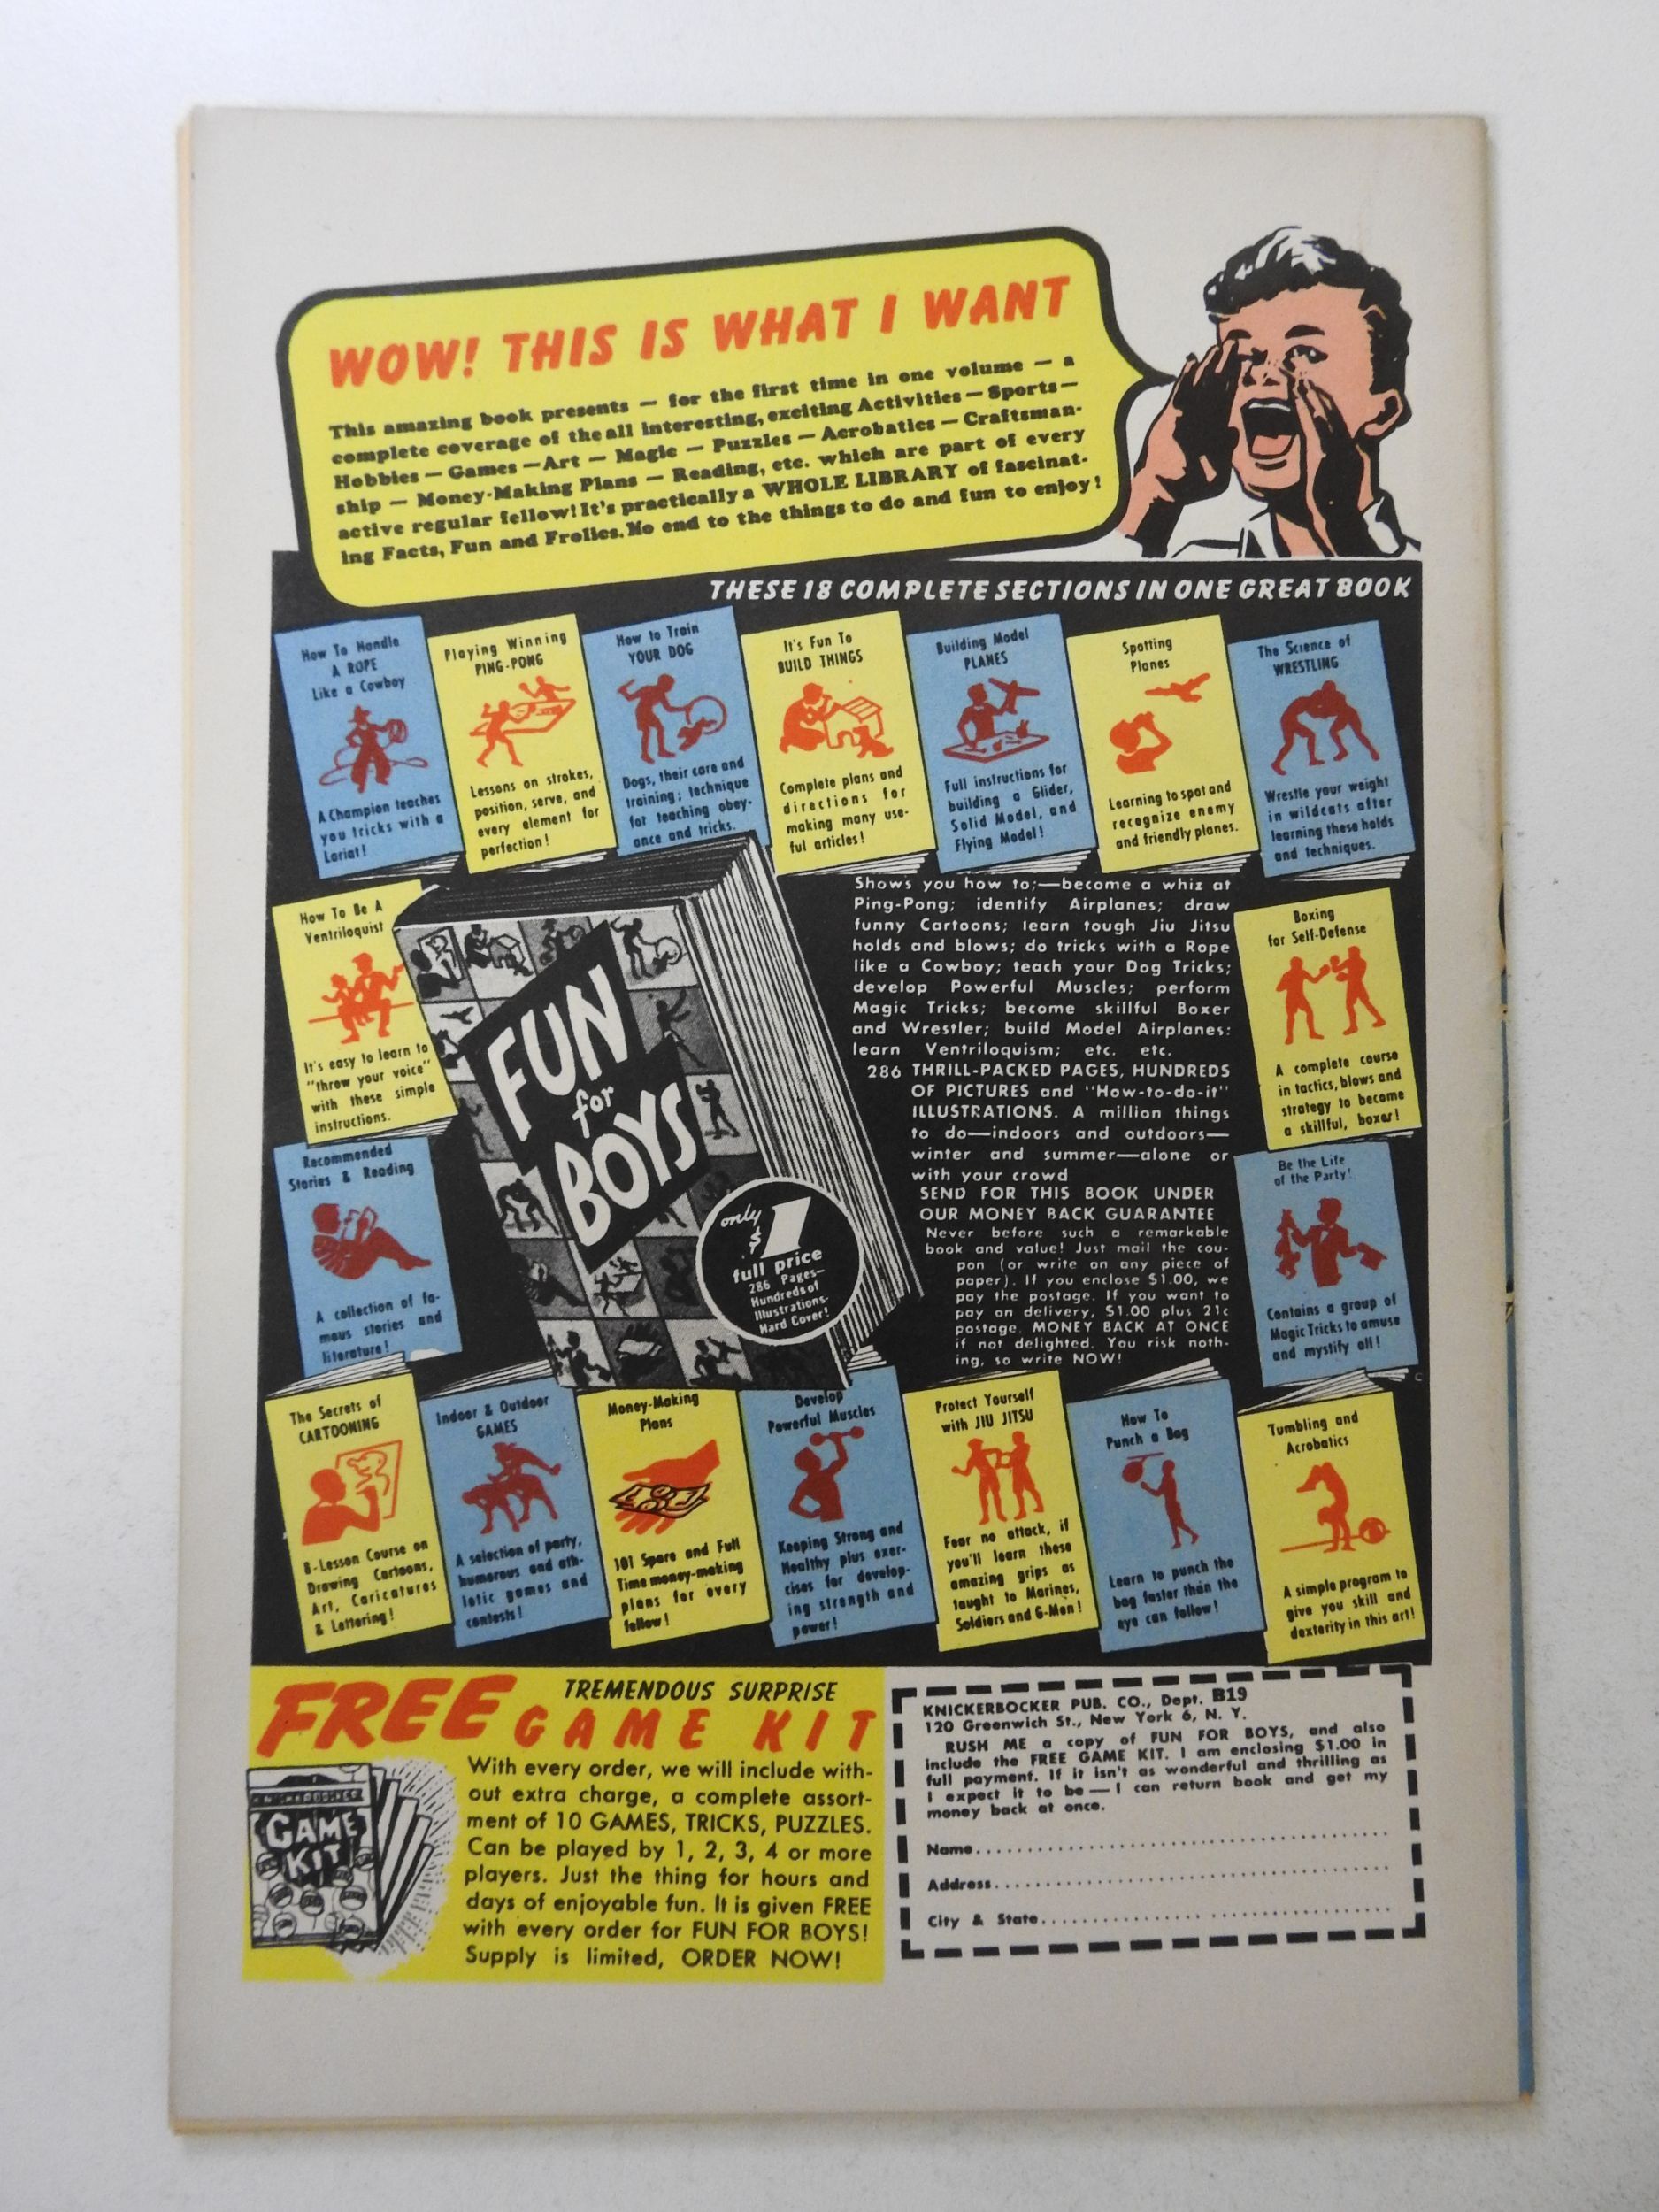 WOW! THIS IS WHAT I WANT
This amazing book presents — for the first time in one volume — a
complete coverage of the all interesting, exciting Activities — Sports —
Hobbies — Games — Art — Magic — Puzzles — Acrobatics — Craftsman-
ship — Money-Making Plans — Reading, etc. which are part of every
active regular fellow! It's practically a WHOLE LIBRARY of fascinat-
ing Facts, Fun and Frolics. No end to the things to do and fun to enjoy!
THESE 18 COMPLETE SECTIONS IN ONE GREAT BOOK
How To Handle
A ROPE
Like a Cowboy
A Champion teaches
you tricks with a
Lariat!
Playing Winning
PING-PONG
Lessons on strokes,
position, serve, and
every element for
perfection!
How to Train
YOUR DOG
Dogs, their care and
training; technique
for teaching obey-
ance and tricks.
It's Fun To
BUILD THINGS
Complete plans and
directions for
making many use-
ful articles!
Building Model
PLANES
Full instructions for
building a Glider,
Solid Model, and
Flying Model!
Spotting
Planes
Learning to spot and
recognize enemy
and friendly planes.
The Science of
WRESTLING
Wrestle your weight
in wildcats after
learning these holds
and techniques.
How To Be A
Ventriloquist
It's easy to learn to
"throw your voice"
with these simple
instructions.
Recommended
Stories & Reading
A collection of fa-
mous stories and
literature!
FUN
for
BOYS
only
$1
full price
286 Pages—
Hundreds of
Illustrations-
Hard Cover!
Shows you how to;—become a whiz at
Ping-Pong; identify Airplanes; draw
funny Cartoons; learn tough Jiu Jitsu
holds and blows; do tricks with a Rope
like a Cowboy; teach your Dog Tricks;
develop Powerful Muscles; perform
Magic Tricks; become skillful Boxer
and Wrestler; build Model Airplanes:
learn Ventriloquism; etc. etc.
286 THRILL-PACKED PAGES, HUNDREDS
OF PICTURES and "How-to-do-it"
ILLUSTRATIONS. A million things
to do—indoors and outdoors—
winter and summer—alone or
with your crowd
SEND FOR THIS BOOK UNDER
OUR MONEY BACK GUARANTEE
Never before such a remarkable
book and value! Just mail the cou-
pon (or write on any piece of
paper). If you enclose $1.00, we
pay the postage. If you want to
pay on delivery, $1.00 plus 21c
postage. MONEY BACK AT ONCE
if not delighted. You risk noth-
ing, so write NOW!
Boxing
for Self-Defense
A complete course
in tactics, blows and
strategy to become
a skillful, boxer!
Be the Life
of the Party!
Contains a group of
Magic Tricks to amuse
and mystify all!
The Secrets of
CARTOONING
8-Lesson Course on
Drawing Cartoons,
Art, Caricatures
& Lettering!
Indoor & Outdoor
GAMES
A selection of party,
humorous and ath-
letic games and
contests!
Money-Making
Plans
101 Spare and Full
Time money-making
plans for every
fellow!
Develop
Powerful Muscles
Keeping Strong and
Healthy plus exer-
cises for develop-
ing strength and
power!
Protect Yourself
with JIU JITSU
Fear no attack, if
you'll learn these
amazing grips as
taught to Marines,
Soldiers and G-Men!
How To
Punch a Bag
Learn to punch the
bag faster than the
eye can follow!
Tumbling and
Acrobatics
A simple program to
give you skill and
dexterity in this art!
FREE TREMENDOUS SURPRISE
GAME KIT
KNICKERBOCKER
GAME
KIT
With every order, we will include with-
out extra charge, a complete assort-
ment of 10 GAMES, TRICKS, PUZZLES.
Can be played by 1, 2, 3, 4 or more
players. Just the thing for hours and
days of enjoyable fun. It is given FREE
with every order for FUN FOR BOYS!
Supply is limited, ORDER NOW!
KNICKERBOCKER PUB. CO., Dept. B19
120 Greenwich St., New York 6, N. Y.
RUSH ME a copy of FUN FOR BOYS, and also
include the FREE GAME KIT. I am enclosing $1.00 in
full payment. If it isn't as wonderful and thrilling as
I expect it to be — I can return book and get my
money back at once.
Name
Address
City & State